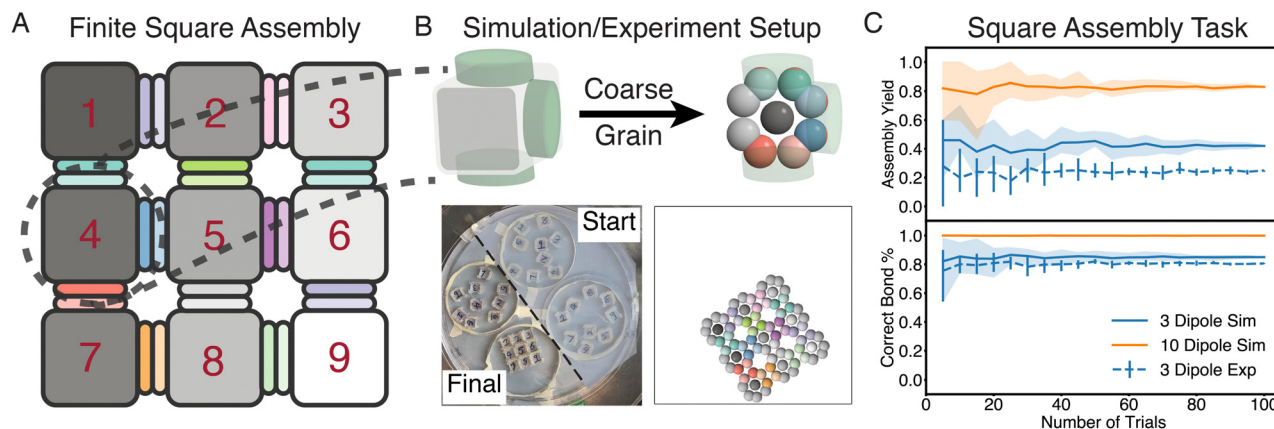 A
Finite Square Assembly
1
2
3
4
5
6
7
8
9
B
Simulation/Experiment Setup
Coarse
Grain
Start
Final
C
Square Assembly Task
Assembly Yield
1.0
0.8
0.6
0.4
0.2
0.0
Correct Bond %
1.0
0.8
0.6
0.4
0.2
0.0
3 Dipole Sim
10 Dipole Sim
3 Dipole Exp
0
20
40
60
80
100
Number of Trials